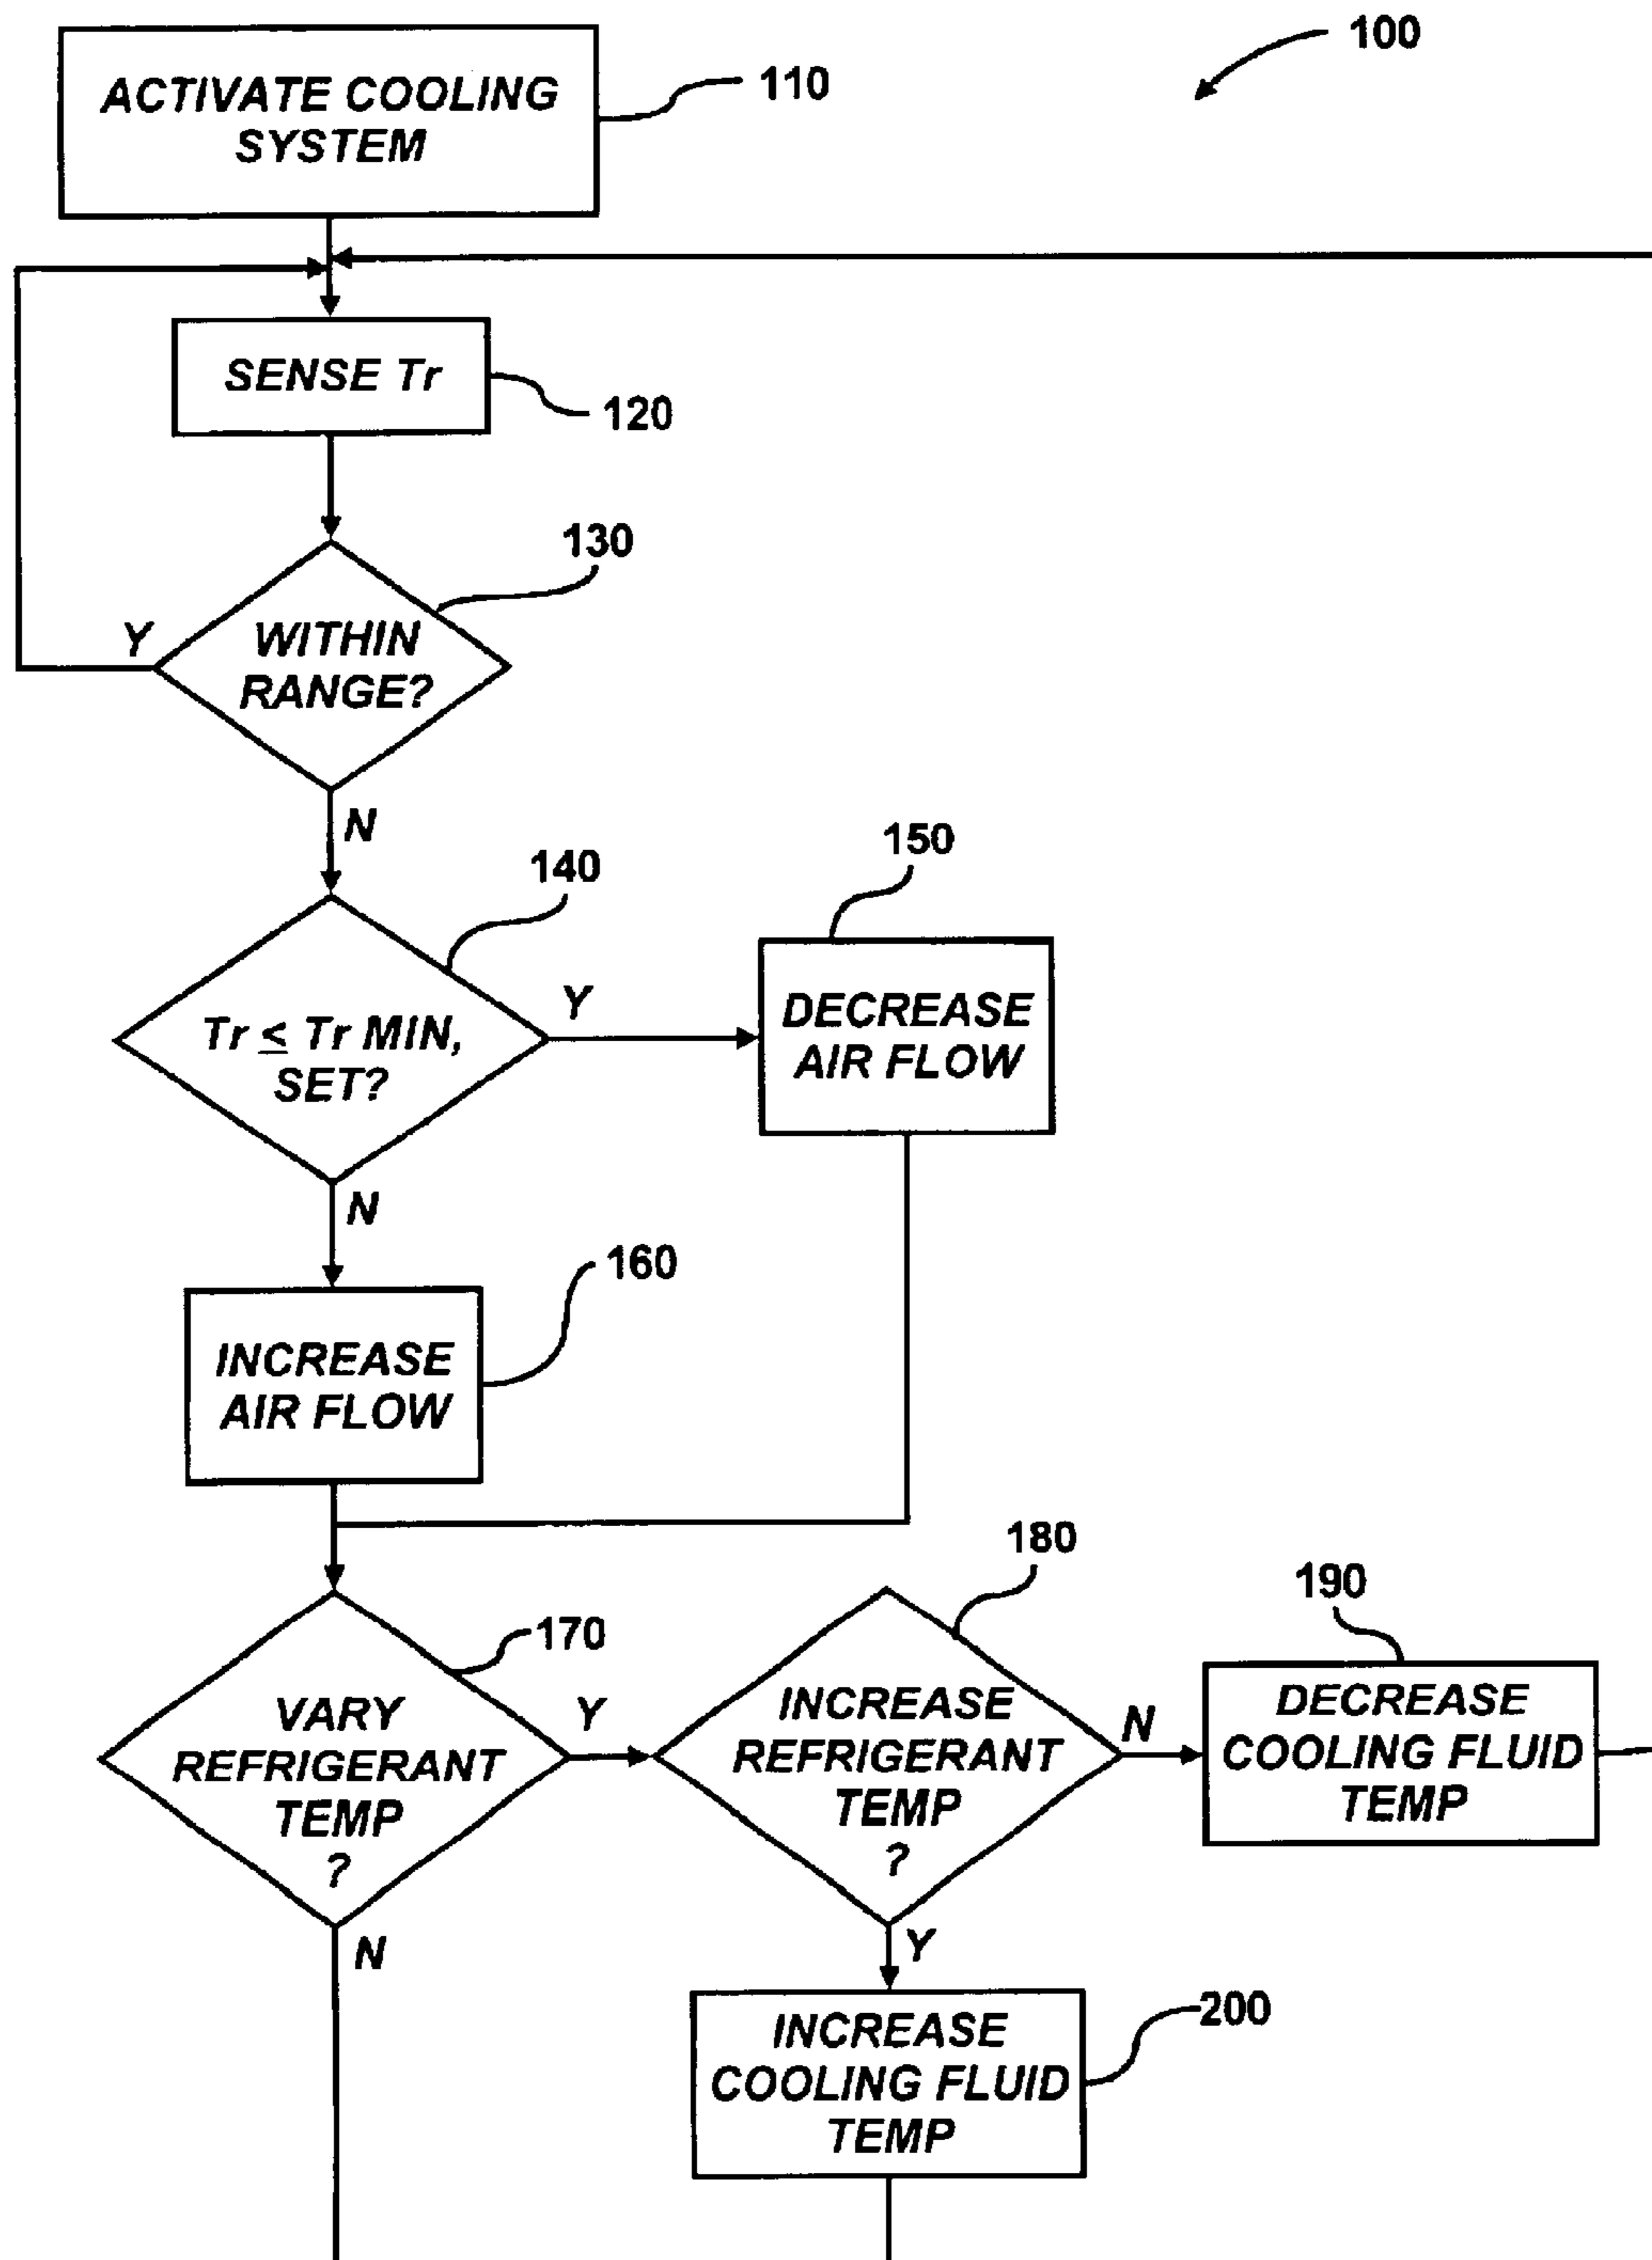 100
ACTIVATE COOLING
SYSTEM
110
SENSE Tr
120
130
WITHIN
RANGE?
Y
N
140
Tr ≤ Tr MIN,
SET?
Y
150
DECREASE
AIR FLOW
N
160
INCREASE
AIR FLOW
170
VARY
REFRIGERANT
TEMP
?
Y
N
180
INCREASE
REFRIGERANT
TEMP
?
N
190
DECREASE
COOLING FLUID
TEMP
Y
200
INCREASE
COOLING FLUID
TEMP